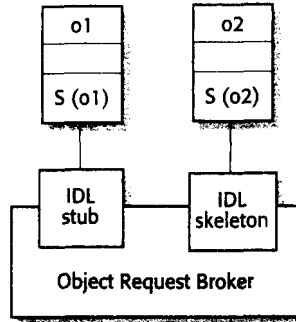 o1
o2
S (o1)
S (o2)
IDL
stub
IDL
skeleton
Object Request Broker